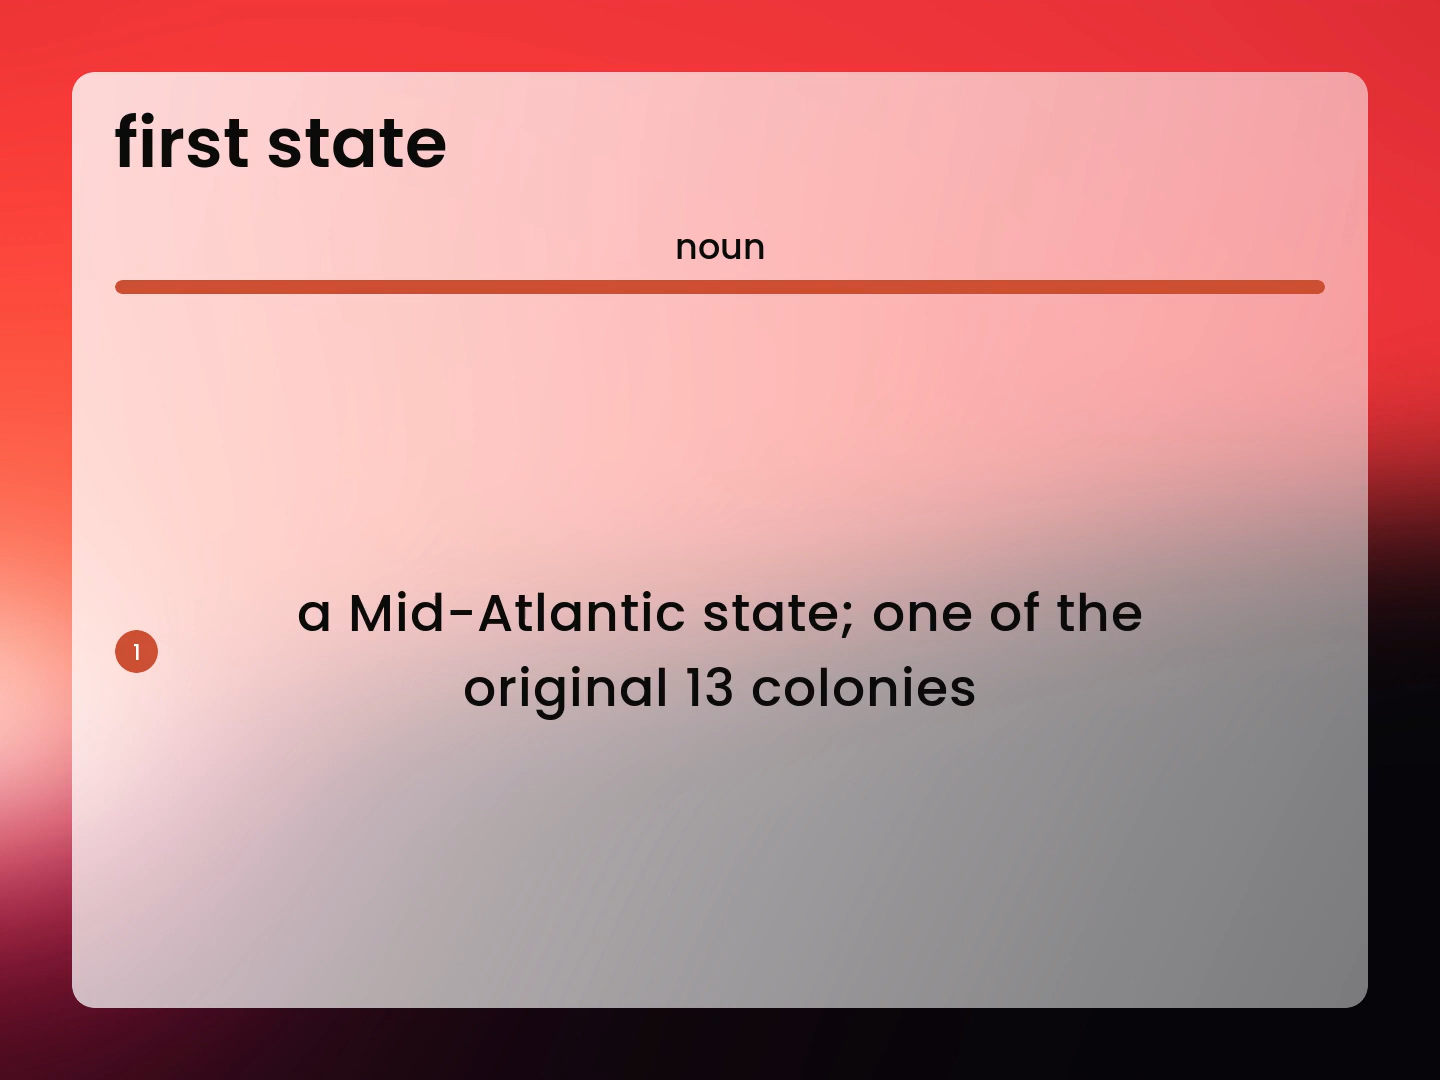 first state
noun
1
a Mid-Atlantic state; one of the
original 13 colonies